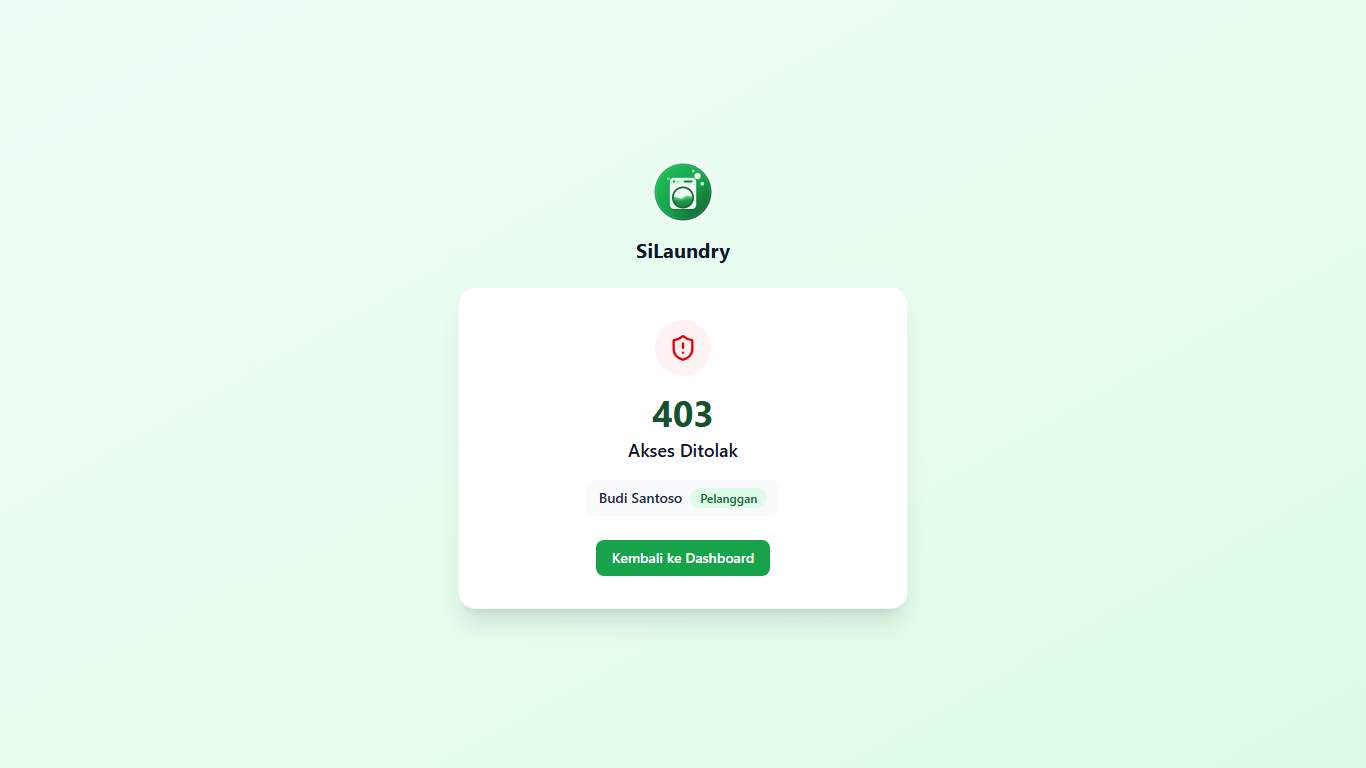 SiLaundry
403
Akses Ditolak
Budi Santoso Pelanggan
Kembali ke Dashboard